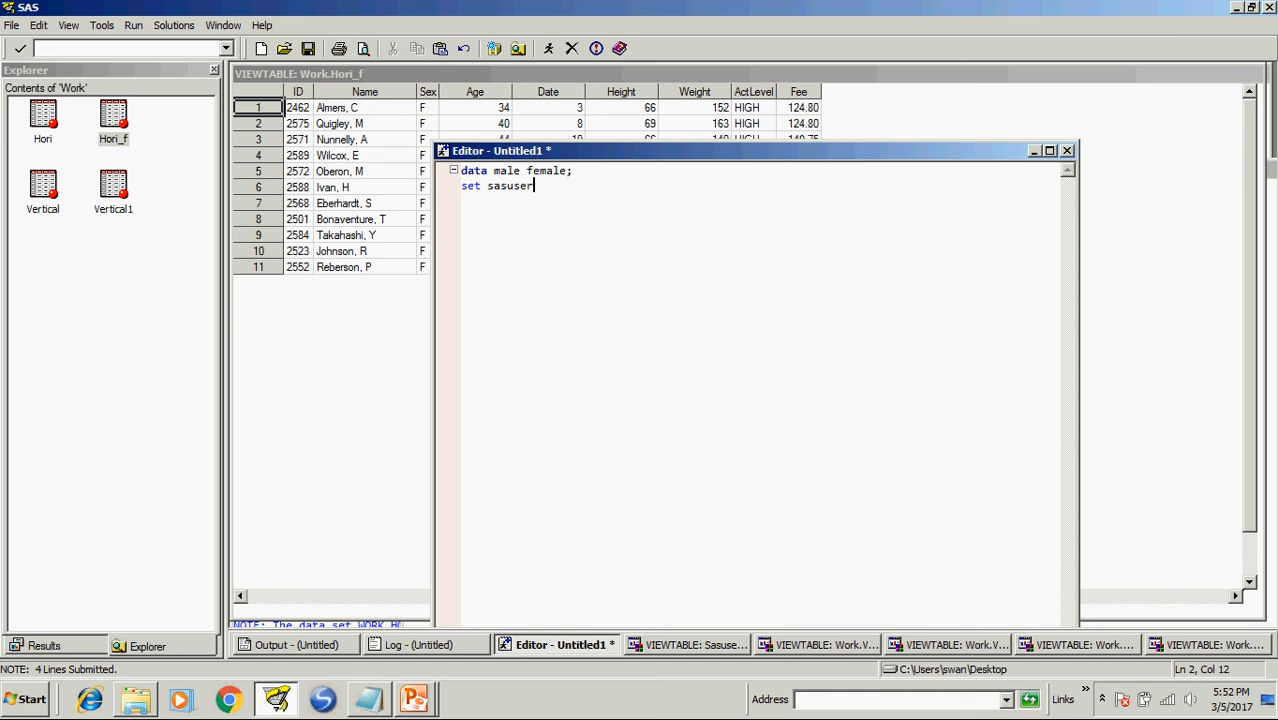 SAS
File Edit View Tools Run Solutions Window Help
Explorer
Contents of 'Work'
Hori Hori_f
Vertical Vertical1
VIEWTABLE: Work.Hori_f
ID Name Sex Age Date Height Weight ActLevel Fee
1 2462 Almers, C F 34 3 66 152 HIGH 124.80
2 2575 Quigley, M F 40 8 69 163 HIGH 124.80
3 2571 Nunnelly, A F
4 2589 Wilcox, E F
5 2572 Oberon, M F
6 2588 Ivan, H F
7 2568 Eberhardt, S F
8 2501 Bonaventure, T F
9 2584 Takahashi, Y F
10 2523 Johnson, R F
11 2552 Reberson, P F
Editor - Untitled1 *
data male female;
set sasuser
NOTE: The data set WORK.HO
Results Explorer
Output - (Untitled) Log - (Untitled) Editor - Untitled1 * VIEWTABLE: Sasuse... VIEWTABLE: Work.V... VIEWTABLE: Work.V... VIEWTABLE: Work.... VIEWTABLE: Work....
NOTE: 4 Lines Submitted. C:\Users\swan\Desktop Ln 2, Col 12
Start Address Links » 5:52 PM
3/5/2017